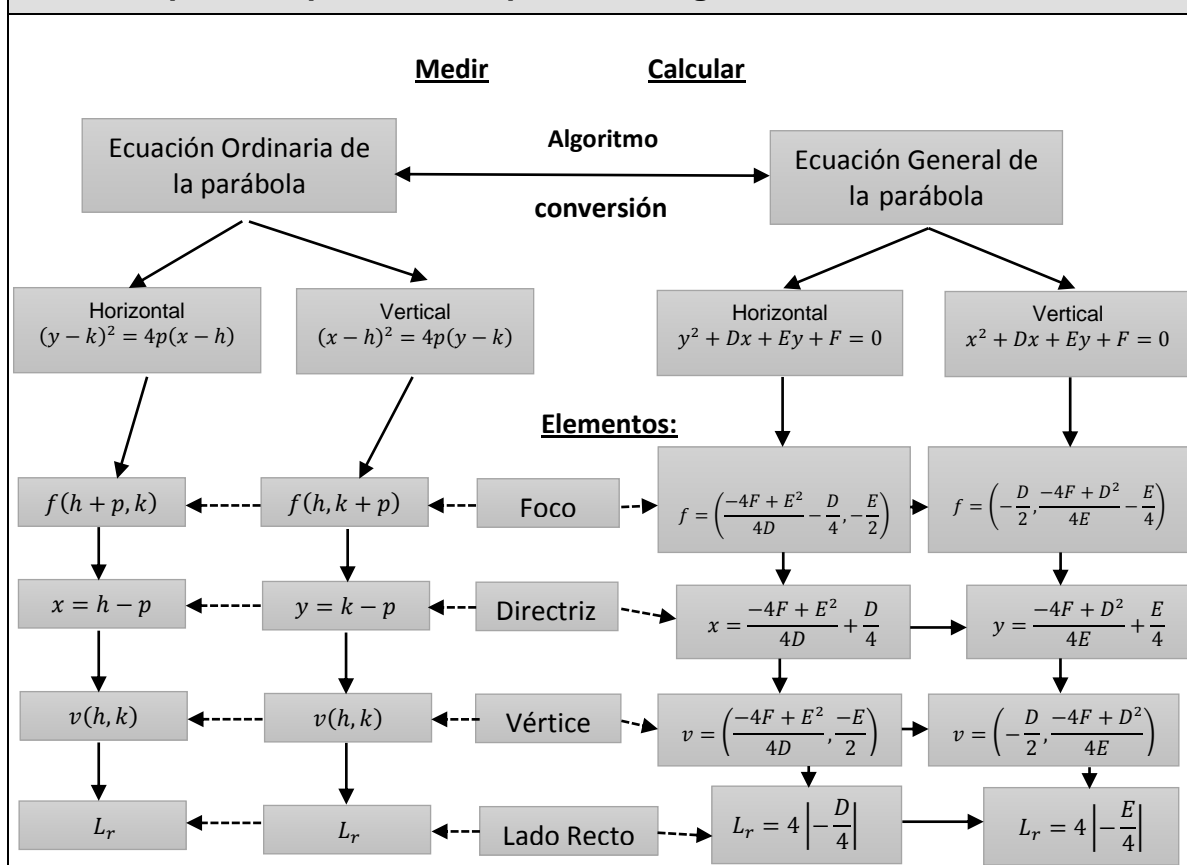 Medir Calcular
Ecuación Ordinaria de
la parábola
Algoritmo
conversión
Ecuación General de
la parábola
Horizontal
(y − k)² = 4p(x − h)
Vertical
(x − h)² = 4p(y − k)
Horizontal
y² + Dx + Ey + F = 0
Vertical
x² + Dx + Ey + F = 0
Elementos:
f(h + p, k)
f(h, k + p)
Foco
f = ((−4F + E²)/4D − D/4, −E/2)
f = (−D/2, (−4F + D²)/4E − E/4)
x = h − p
y = k − p
Directriz
x = (−4F + E²)/4D + D/4
y = (−4F + D²)/4E + E/4
v(h, k)
v(h, k)
Vértice
v = ((−4F + E²)/4D, −E/2)
v = (−D/2, (−4F + D²)/4E)
Lᵣ
Lᵣ
Lado Recto
Lᵣ = 4 |−D/4|
Lᵣ = 4 |−E/4|